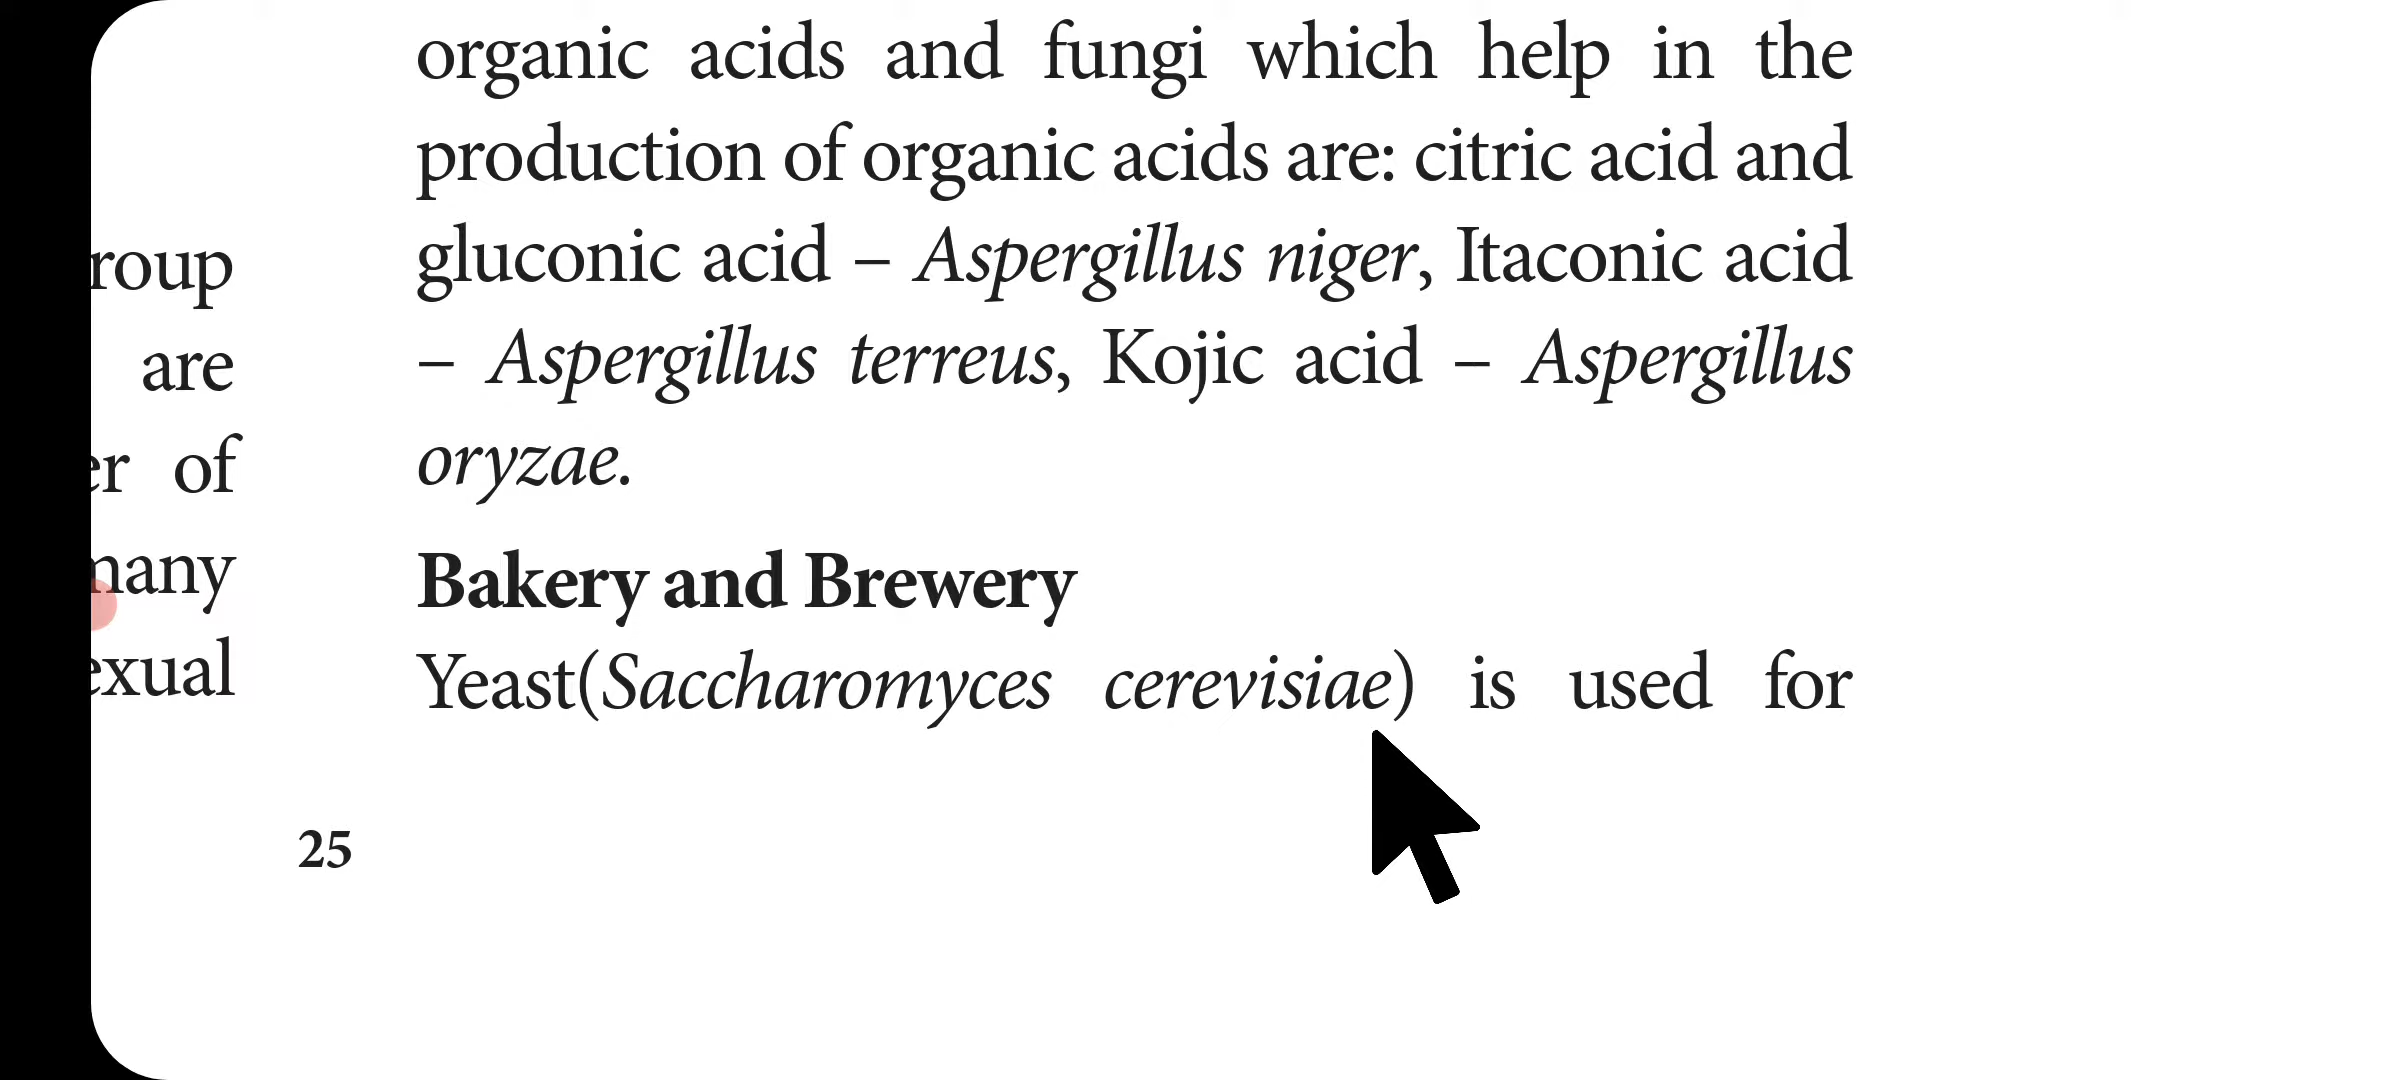 roup
are
er of
many
exual
organic acids and fungi which help in the
production of organic acids are: citric acid and
gluconic acid – Aspergillus niger, Itaconic acid
– Aspergillus terreus, Kojic acid – Aspergillus
oryzae.
Bakery and Brewery
Yeast(Saccharomyces cerevisiae) is used for
25